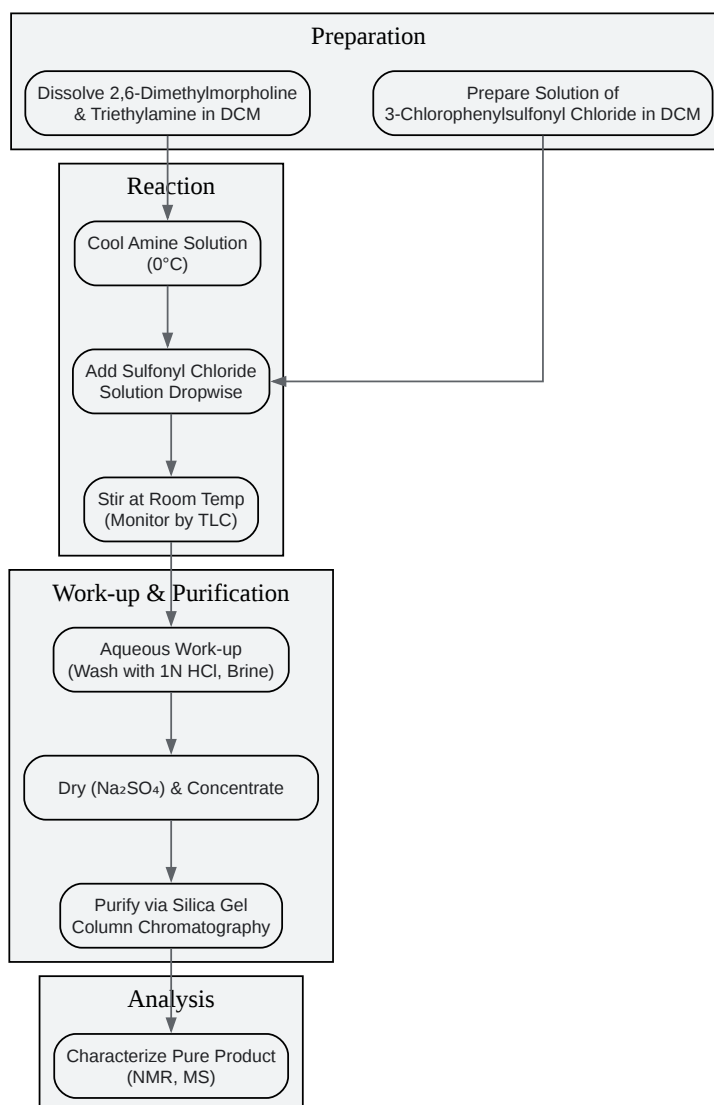 Preparation
Dissolve 2,6-Dimethylmorpholine
& Triethylamine in DCM
Prepare Solution of
3-Chlorophenylsulfonyl Chloride in DCM
Reaction
Cool Amine Solution
(0°C)
Add Sulfonyl Chloride
Solution Dropwise
Stir at Room Temp
(Monitor by TLC)
Work-up & Purification
Aqueous Work-up
(Wash with 1N HCl, Brine)
Dry (Na₂SO₄) & Concentrate
Purify via Silica Gel
Column Chromatography
Analysis
Characterize Pure Product
(NMR, MS)